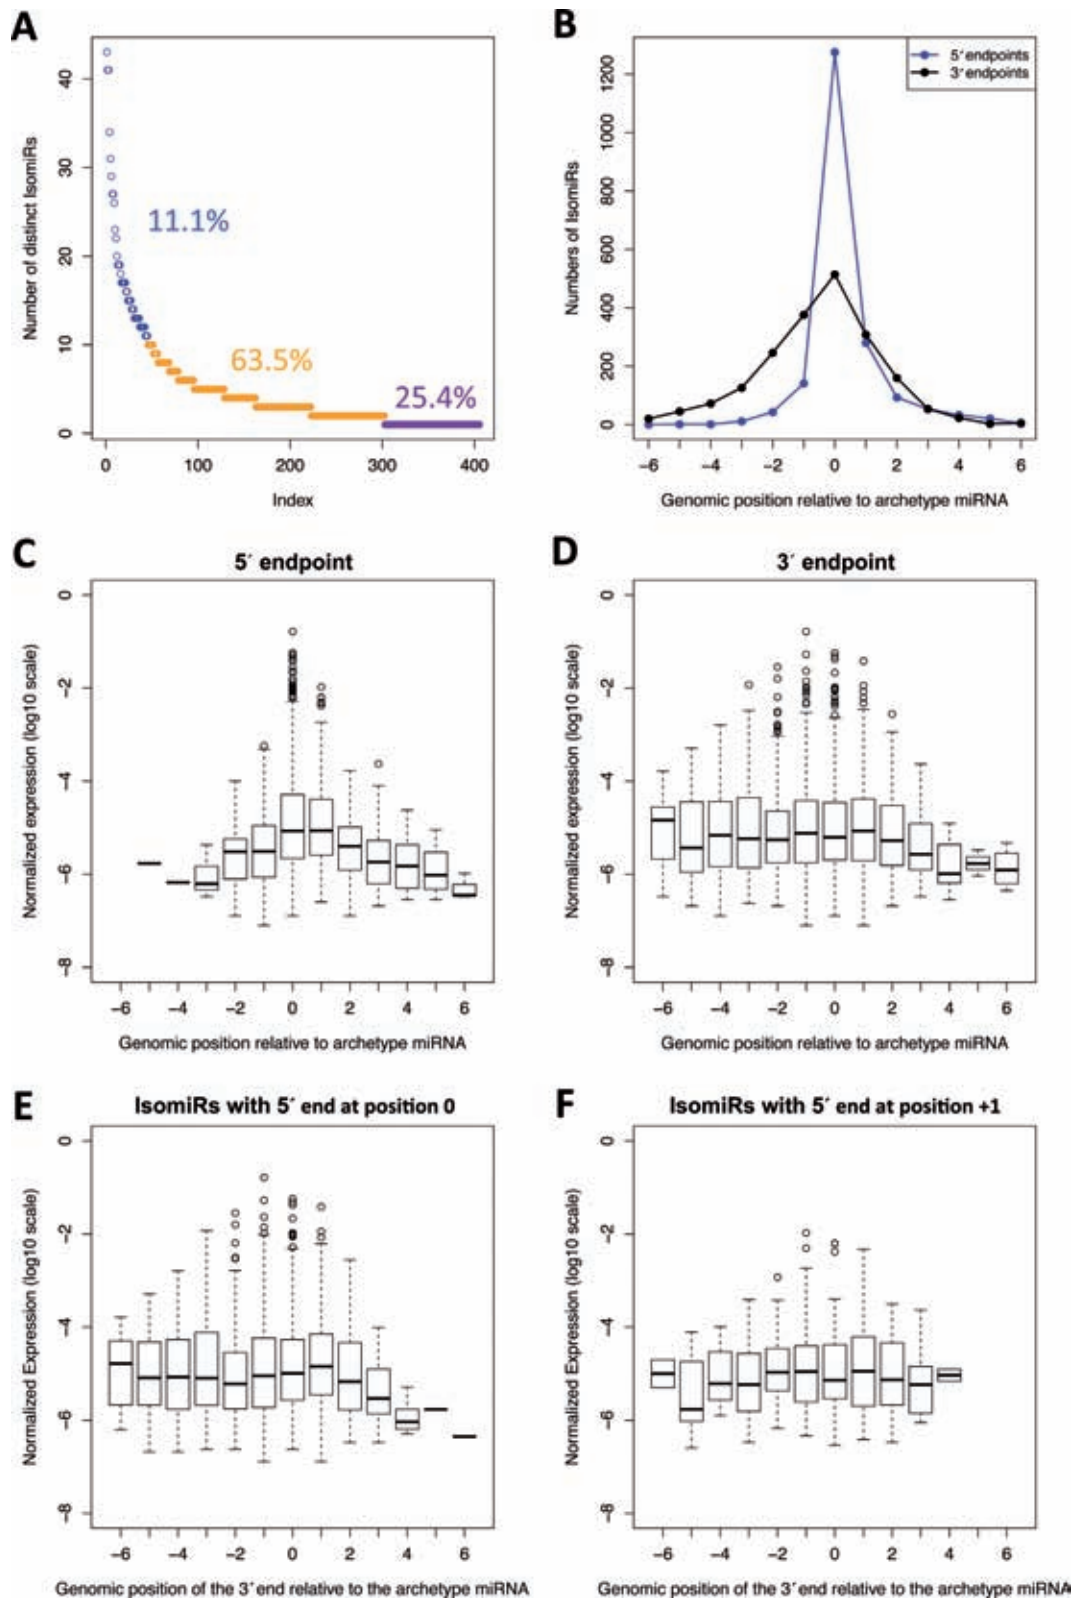 A
Number of distinct IsomiRs
40
30
20
10
0
11.1%
63.5%
25.4%
0 100 200 300 400
Index
B
Numbers of IsomiRs
1200
1000
800
600
400
200
0
5´ endpoints
3´ endpoints
−6 −4 −2 0 2 4 6
Genomic position relative to archetype miRNA
C
5´ endpoint
Normalized expression (log10 scale)
0
−2
−4
−6
−8
−6 −4 −2 0 2 4 6
Genomic position relative to archetype miRNA
D
3´ endpoint
Normalized expression (log10 scale)
0
−2
−4
−6
−8
−6 −4 −2 0 2 4 6
Genomic position relative to archetype miRNA
E
IsomiRs with 5´ end at position 0
Normalized Expression (log10 scale)
0
−2
−4
−6
−8
−6 −4 −2 0 2 4 6
Genomic position of the 3´ end relative to the archetype miRNA
F
IsomiRs with 5´ end at position +1
Normalized Expression (log10 scale)
0
−2
−4
−6
−8
−6 −4 −2 0 2 4 6
Genomic position of the 3´ end relative to the archetype miRNA